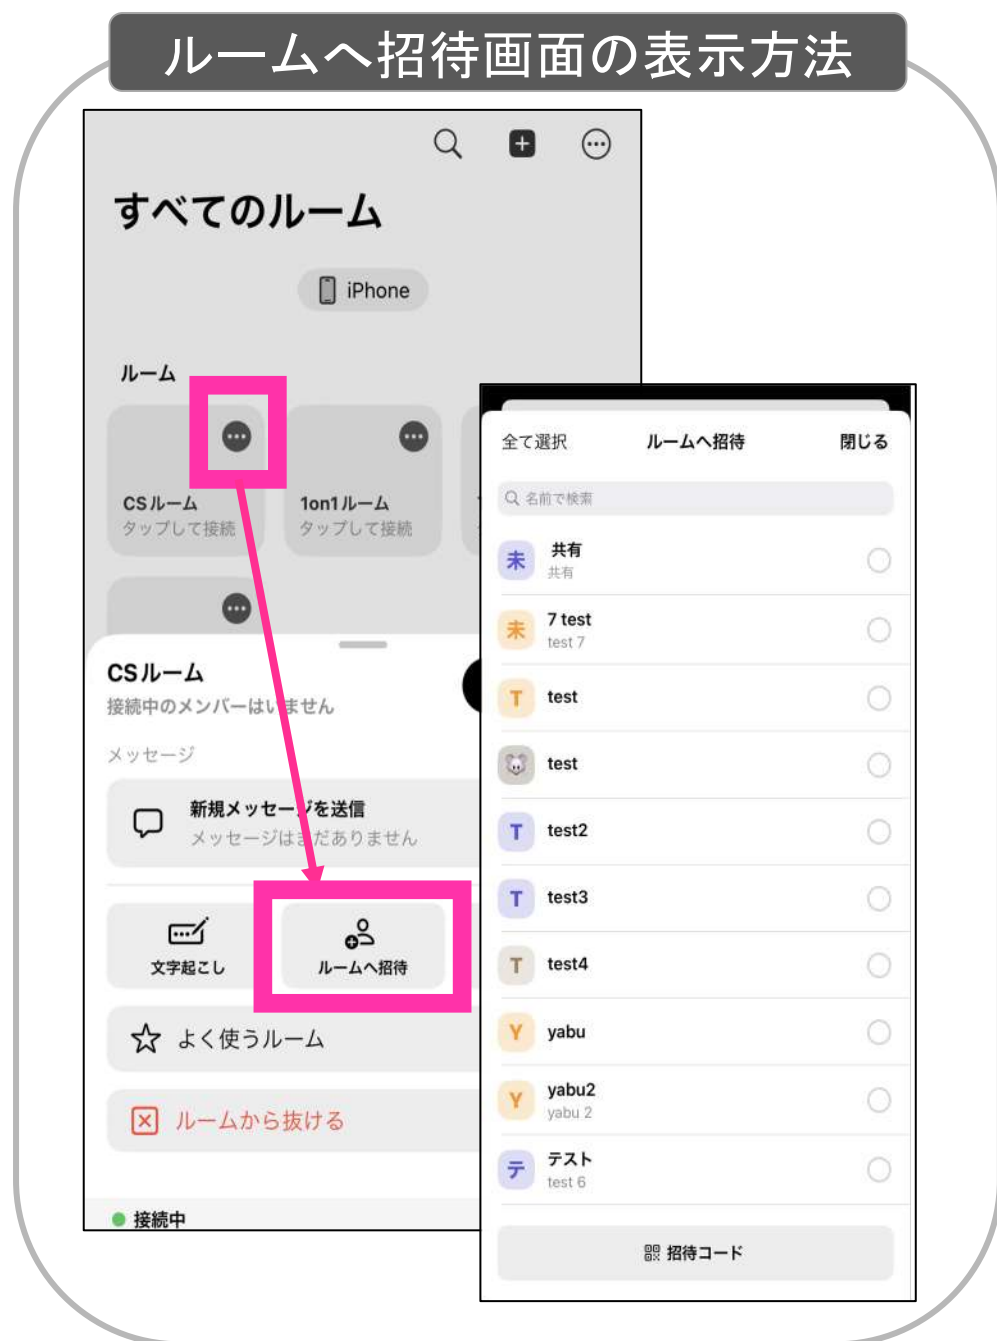 ルームへ招待画面の表示方法
すべてのルーム
iPhone
ルーム
CSルーム
タップして接続
1on1ルーム
タップして接続
CSルーム
接続中のメンバーはいません
メッセージ
新規メッセージを送信
メッセージはまだありません
文字起こし
ルームへ招待
よく使うルーム
ルームから抜ける
接続中
全て選択
ルームへ招待
閉じる
名前で検索
未
共有
共有
未
7 test
test 7
T
test
test
T
test2
T
test3
T
test4
Y
yabu
Y
yabu2
yabu 2
テ
テスト
test 6
招待コード